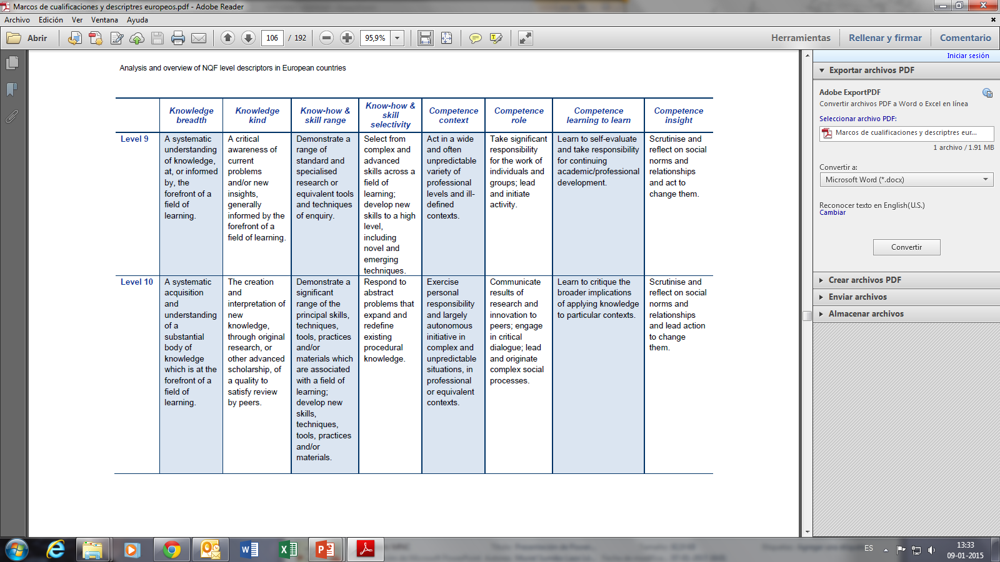 Marcos de cualificaciones y descriptres europeos.pdf - Adobe Reader
Archivo Edición Ver Ventana Ayuda
Abrir 106 / 192 95,9% Herramientas Rellenar y firmar Comentario
Iniciar sesión
Exportar archivos PDF
Adobe ExportPDF
Convertir archivos PDF a Word o Excel en línea
Seleccionar archivo PDF:
Marcos de cualificaciones y descriptres eur...
1 archivo / 1.91 MB
Convertir a:
Microsoft Word (*.docx)
Reconocer texto en English(U.S.)
Cambiar
Convertir
Crear archivos PDF
Enviar archivos
Almacenar archivos
Analysis and overview of NQF level descriptors in European countries
Knowledge
breadth
Knowledge
kind
Know-how &
skill range
Know-how &
skill
selectivity
Competence
context
Competence
role
Competence
learning to learn
Competence
insight
Level 9
A systematic
understanding
of knowledge,
at, or informed
by, the
forefront of a
field of
learning.
A critical
awareness of
current
problems
and/or new
insights,
generally
informed by the
forefront of a
field of learning.
Demonstrate a
range of
standard and
specialised
research or
equivalent tools
and techniques
of enquiry.
Select from
complex and
advanced
skills across a
field of
learning;
develop new
skills to a high
level,
including
novel and
emerging
techniques.
Act in a wide
and often
unpredictable
variety of
professional
levels and ill-
defined
contexts.
Take significant
responsibility
for the work of
individuals and
groups; lead
and initiate
activity.
Learn to self-evaluate
and take responsibility
for continuing
academic/professional
development.
Scrutinise and
reflect on social
norms and
relationships
and act to
change them.
Level 10
A systematic
acquisition
and
understanding
of a
substantial
body of
knowledge
which is at the
forefront of a
field of
learning.
The creation
and
interpretation of
new
knowledge,
through original
research, or
other advanced
scholarship, of
a quality to
satisfy review
by peers.
Demonstrate a
significant
range of the
principal skills,
techniques,
tools, practices
and/or
materials which
are associated
with a field of
learning;
develop new
skills,
techniques,
tools, practices
and/or
materials.
Respond to
abstract
problems that
expand and
redefine
existing
procedural
knowledge.
Exercise
personal
responsibility
and largely
autonomous
initiative in
complex and
unpredictable
situations, in
professional
or equivalent
contexts.
Communicate
results of
research and
innovation to
peers; engage
in critical
dialogue; lead
and originate
complex social
processes.
Learn to critique the
broader implications
of applying knowledge
to particular contexts.
Scrutinise and
reflect on social
norms and
relationships
and lead action
to change
them.
ES
13:33
09-01-2015